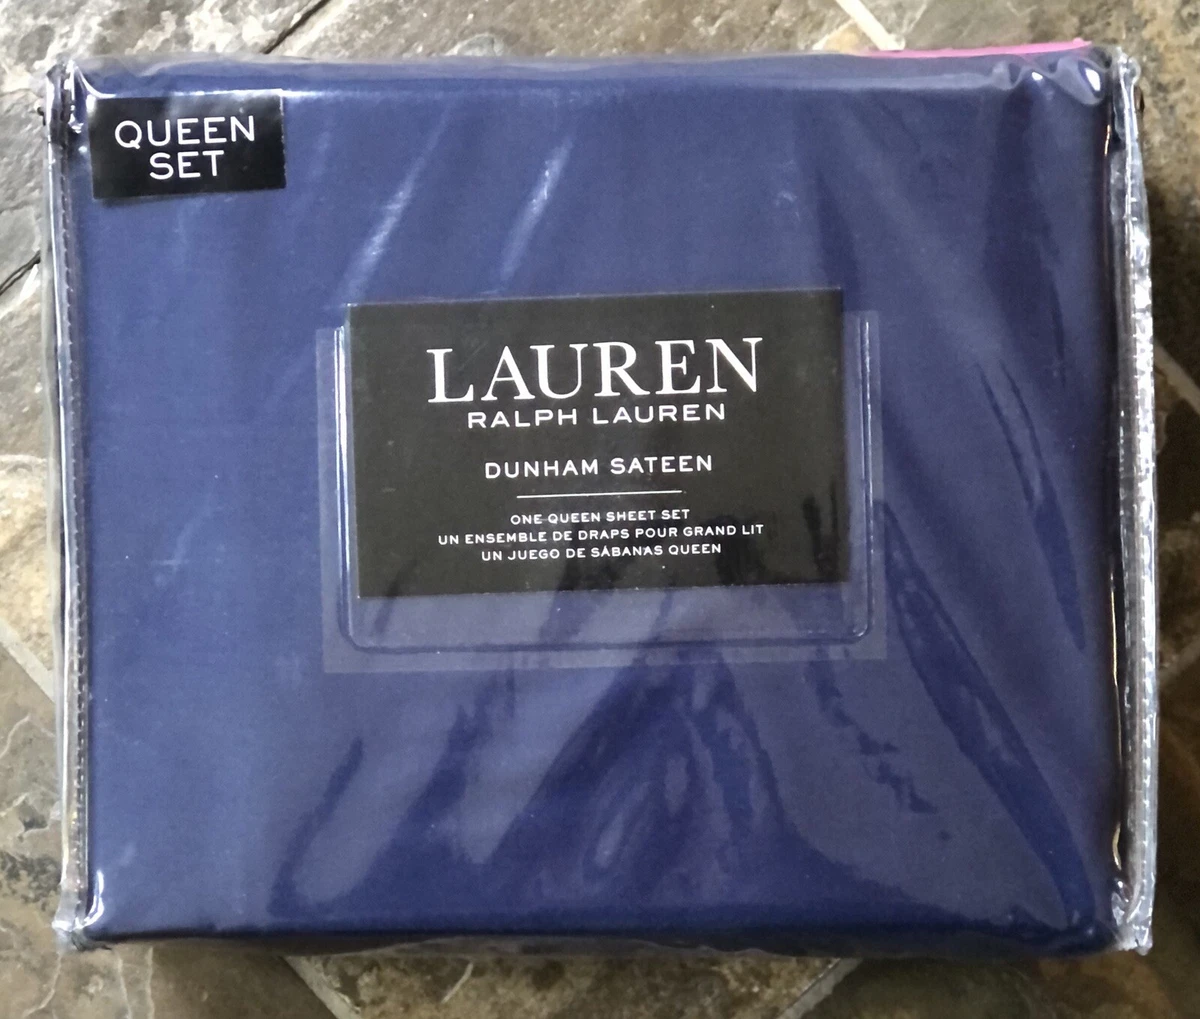 QUEEN
SET
LAUREN
RALPH LAUREN
DUNHAM SATEEN
ONE QUEEN SHEET SET
UN ENSEMBLE DE DRAPS POUR GRAND LIT
UN JUEGO DE SÁBANAS QUEEN